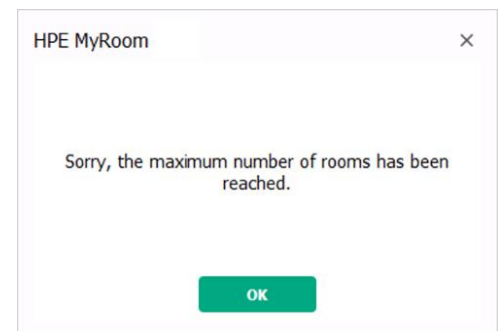 HPE MyRoom
Sorry, the maximum number of rooms has been
reached.
OK